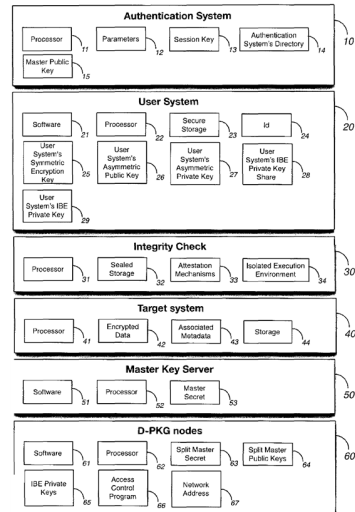 Authentication System
Processor
11
Parameters
12
Session Key
13
Authentication
System's Directory
14
Master Public
Key
15
10
User System
Software
21
Processor
22
Secure
Storage
23
Id
24
User
System's
Symmetric
Encryption
Key
25
User
System's
Asymmetric
Public Key
26
User
System's
Asymmetric
Private Key
27
User
System's IBE
Private Key
Share
28
User
System's IBE
Private Key
29
20
Integrity Check
Processor
31
Sealed
Storage
32
Attestation
Mechanisms
33
Isolated Execution
Environment
34
30
Target system
Processor
41
Encrypted
Data
42
Associated
Metadata
43
Storage
44
40
Master Key Server
Software
51
Processor
52
Master
Secret
53
50
D-PKG nodes
Software
61
Processor
62
Split Master
Secret
63
Split Master
Public Keys
64
IBE Private
Keys
65
Access
Control
Program
66
Network
Address
67
60